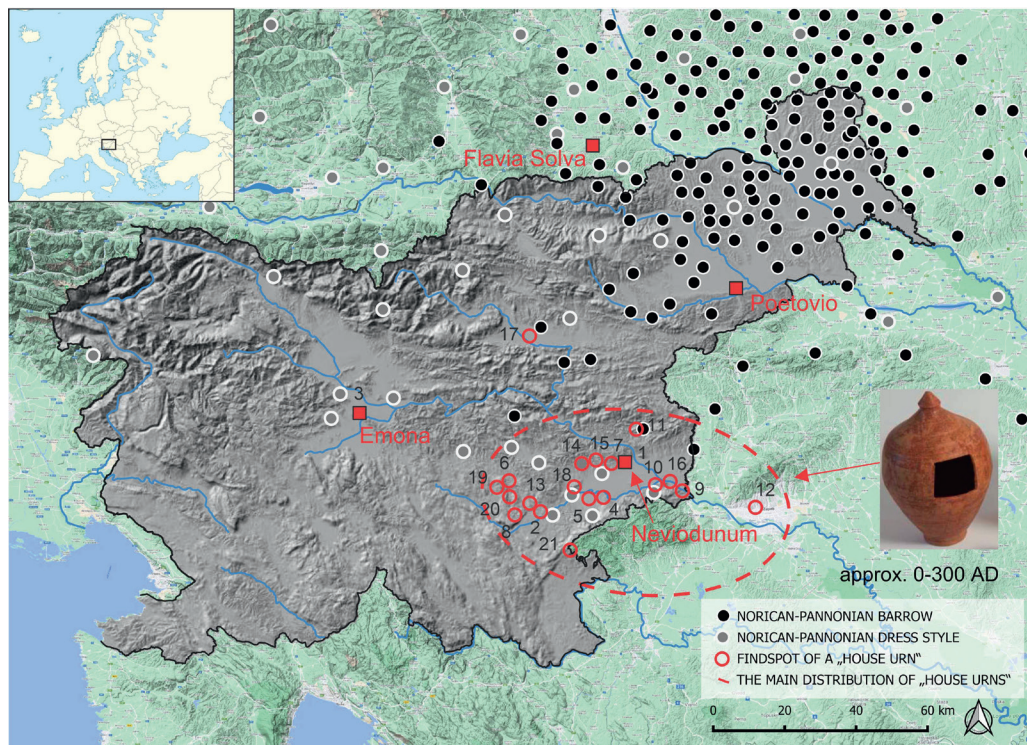 Flavia Solva
Poetovio
17
3
Emona
11
14
15
7
1
6
18
10
16
19
13
9
12
20
4
2
5
8
Neviodunum
21
approx. 0-300 AD
NORICAN-PANNONIAN BARROW
NORICAN-PANNONIAN DRESS STYLE
FINDSPOT OF A „HOUSE URN“
THE MAIN DISTRIBUTION OF „HOUSE URNS“
0 20 40 60 km